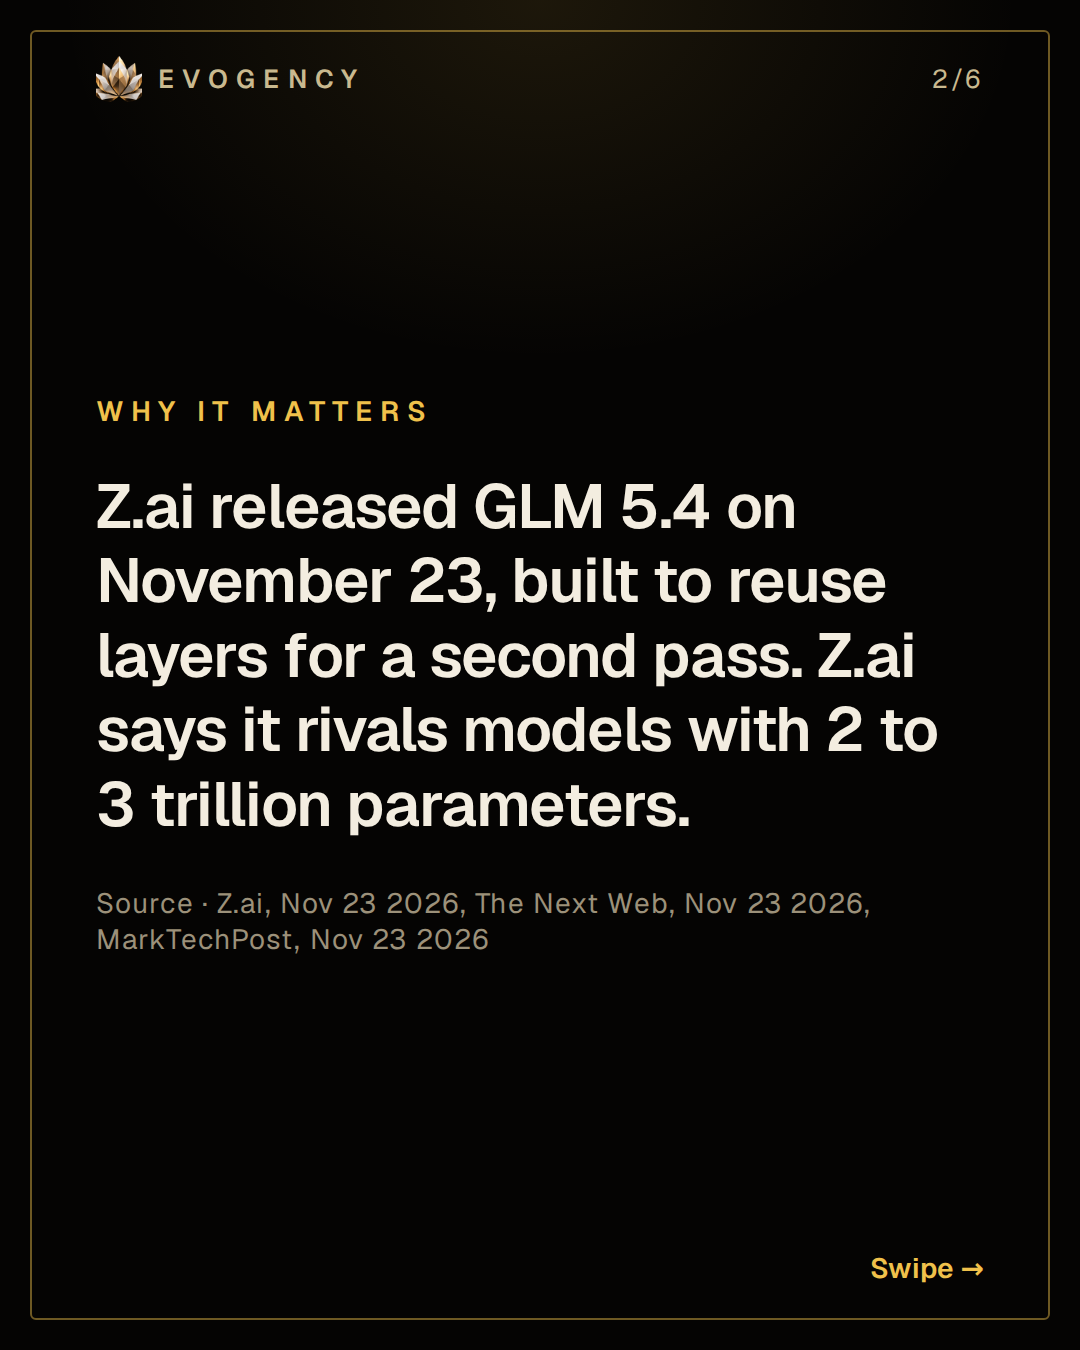 EVOGENCY
2/6
WHY IT MATTERS
Z.ai released GLM 5.4 on
November 23, built to reuse
layers for a second pass. Z.ai
says it rivals models with 2 to
3 trillion parameters.
Source · Z.ai, Nov 23 2026, The Next Web, Nov 23 2026,
MarkTechPost, Nov 23 2026
Swipe →